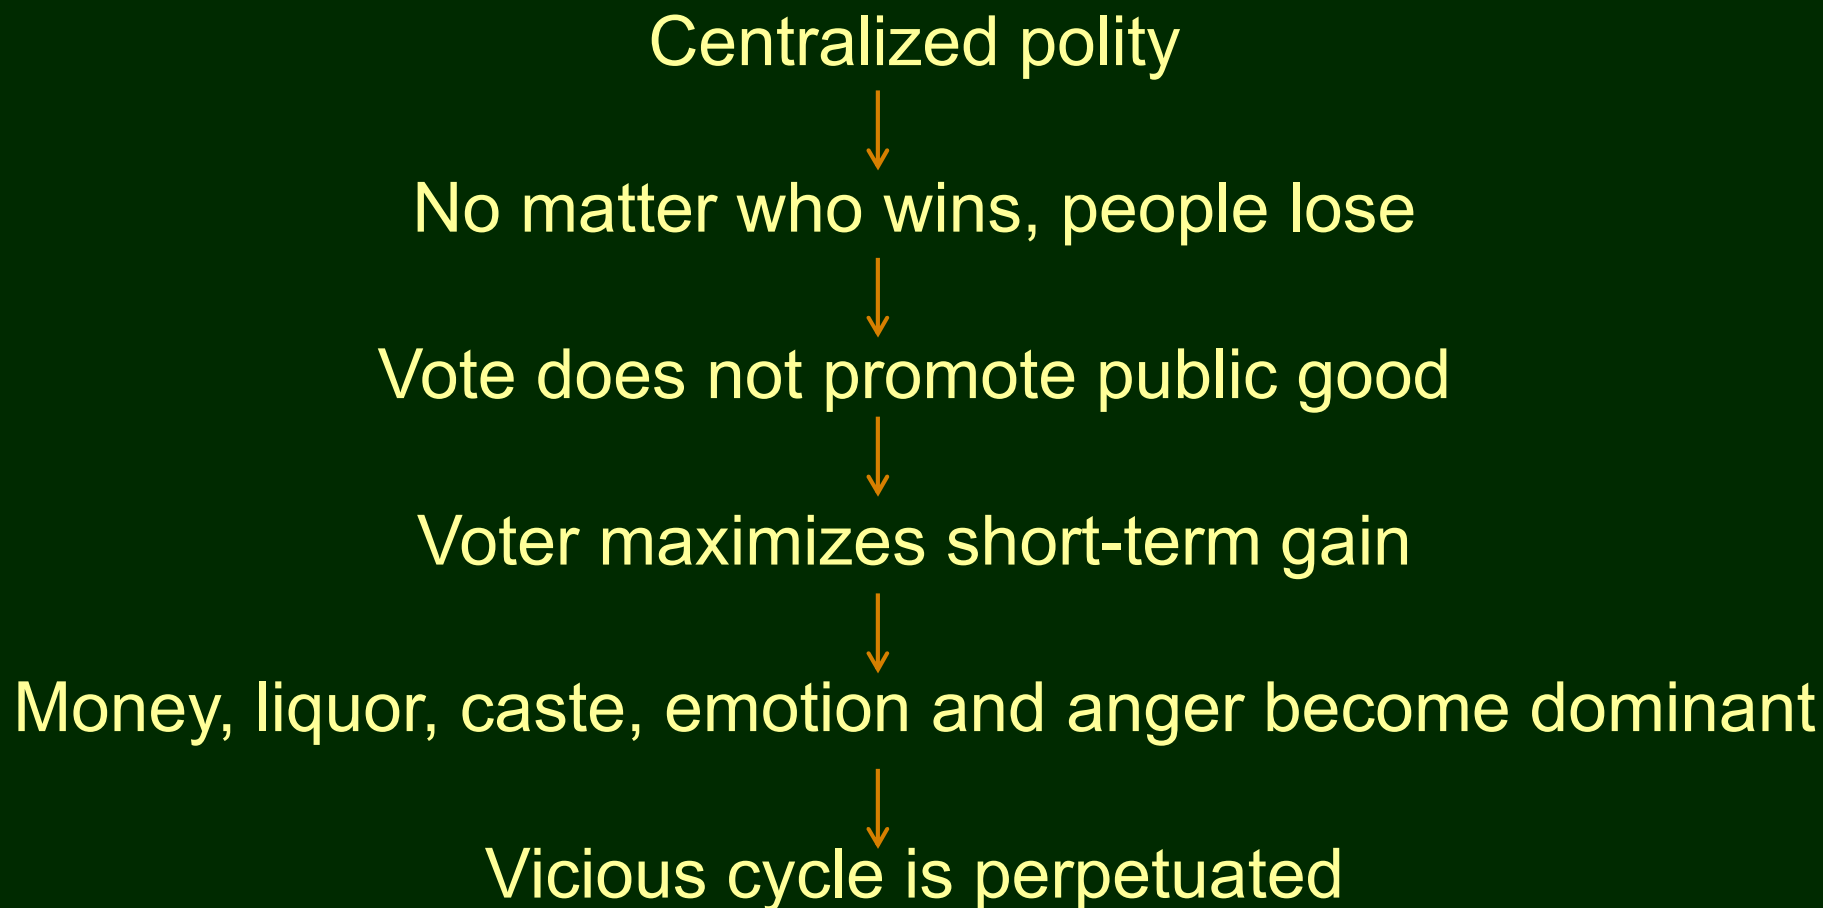 Centralized polity
No matter who wins, people lose
Vote does not promote public good
Voter maximizes short-term gain
Money, liquor, caste, emotion and anger become dominant
Vicious cycle is perpetuated